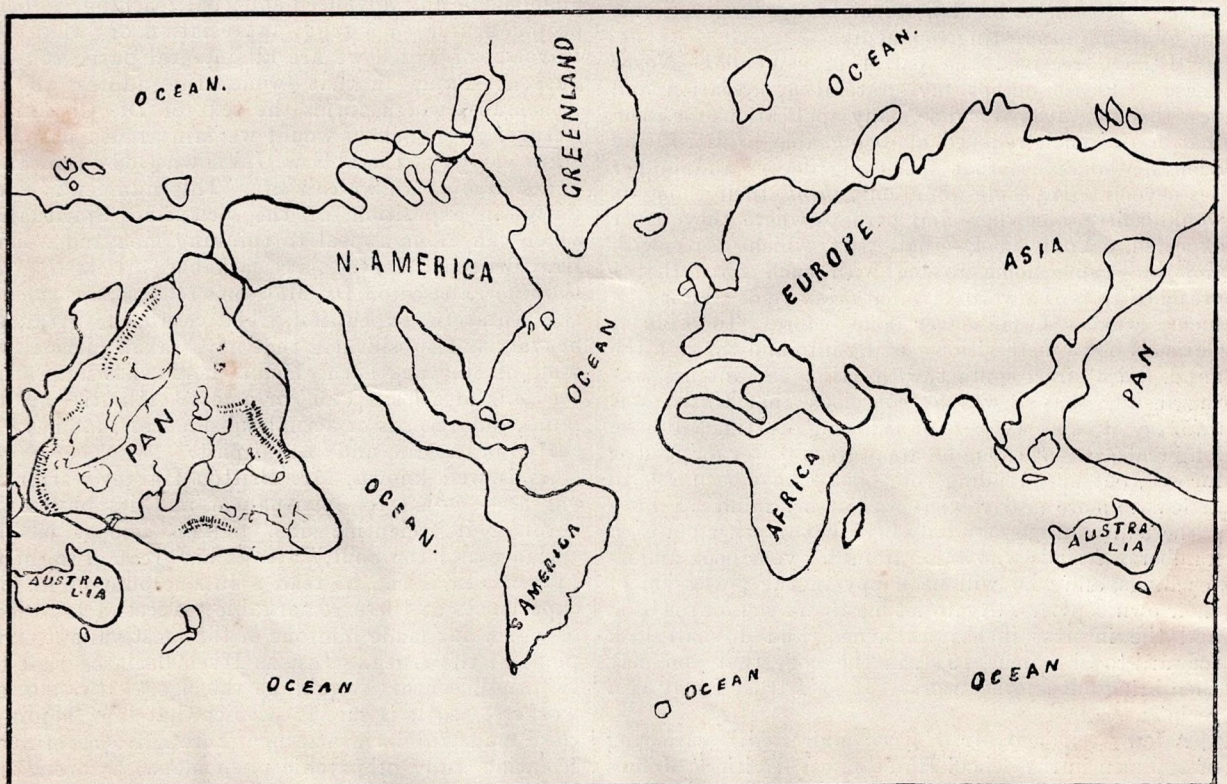 OCEAN.
GREENLAND
OCEAN.
N. AMERICA
EUROPE
ASIA
OCEAN
PAN
PAN
OCEAN.
AFRICA
S AMERICA
AUSTRA
LIA
AUSTRA
LIA
OCEAN
OCEAN
OCEAN